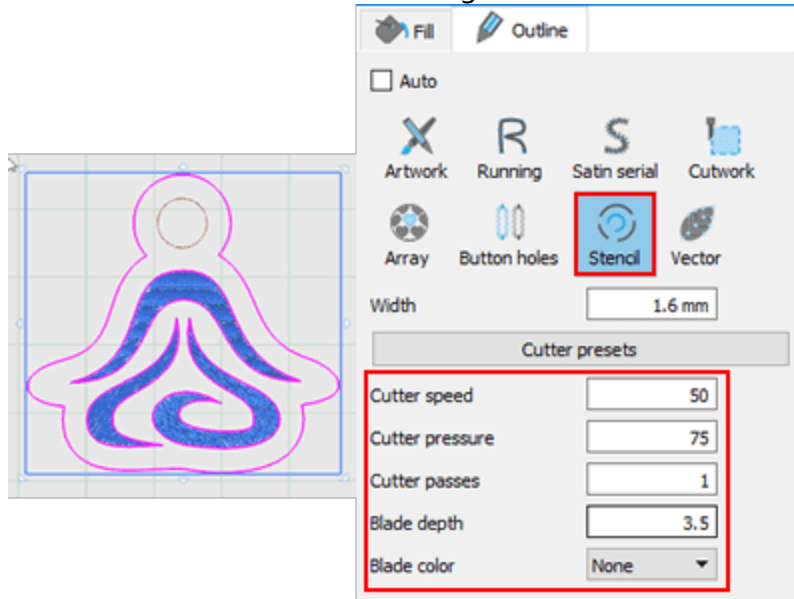 Fill Outline
Auto
Artwork Running Satin serial Cutwork
Array Button holes Stencil Vector
Width 1.6 mm
Cutter presets
Cutter speed 50
Cutter pressure 75
Cutter passes 1
Blade depth 3.5
Blade color None